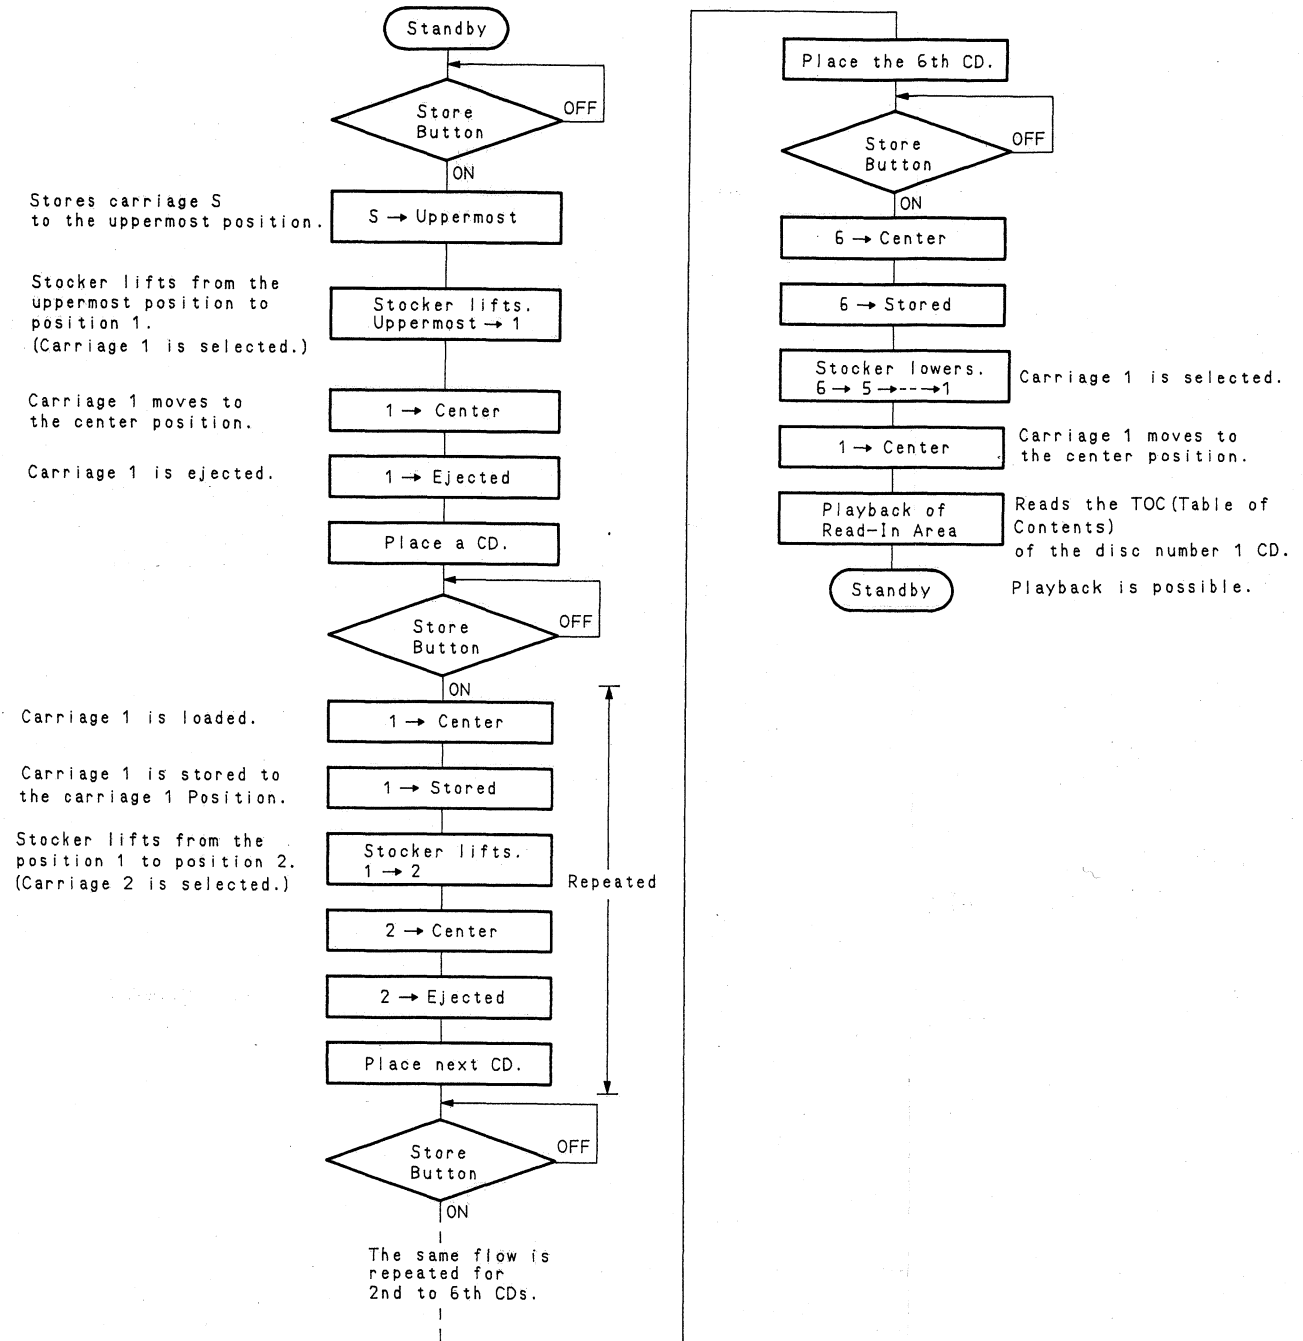 Standby
Store
Button
OFF
ON
Stores carriage S
to the uppermost position.
S → Uppermost
Stocker lifts from the
uppermost position to
position 1.
(Carriage 1 is selected.)
Stocker lifts.
Uppermost → 1
Carriage 1 moves to
the center position.
1 → Center
Carriage 1 is ejected.
1 → Ejected
Place a CD.
Store
Button
OFF
ON
Carriage 1 is loaded.
1 → Center
Carriage 1 is stored to
the carriage 1 Position.
1 → Stored
Stocker lifts from the
position 1 to position 2.
(Carriage 2 is selected.)
Stocker lifts.
1 → 2
Repeated
2 → Center
2 → Ejected
Place next CD.
Store
Button
OFF
ON
The same flow is
repeated for
2nd to 6th CDs.
Place the 6th CD.
Store
Button
OFF
ON
6 → Center
6 → Stored
Stocker lowers.
6 → 5 →---→1
Carriage 1 is selected.
1 → Center
Carriage 1 moves to
the center position.
Playback of
Read-In Area
Reads the TOC(Table of
Contents)
of the disc number 1 CD.
Standby
Playback is possible.